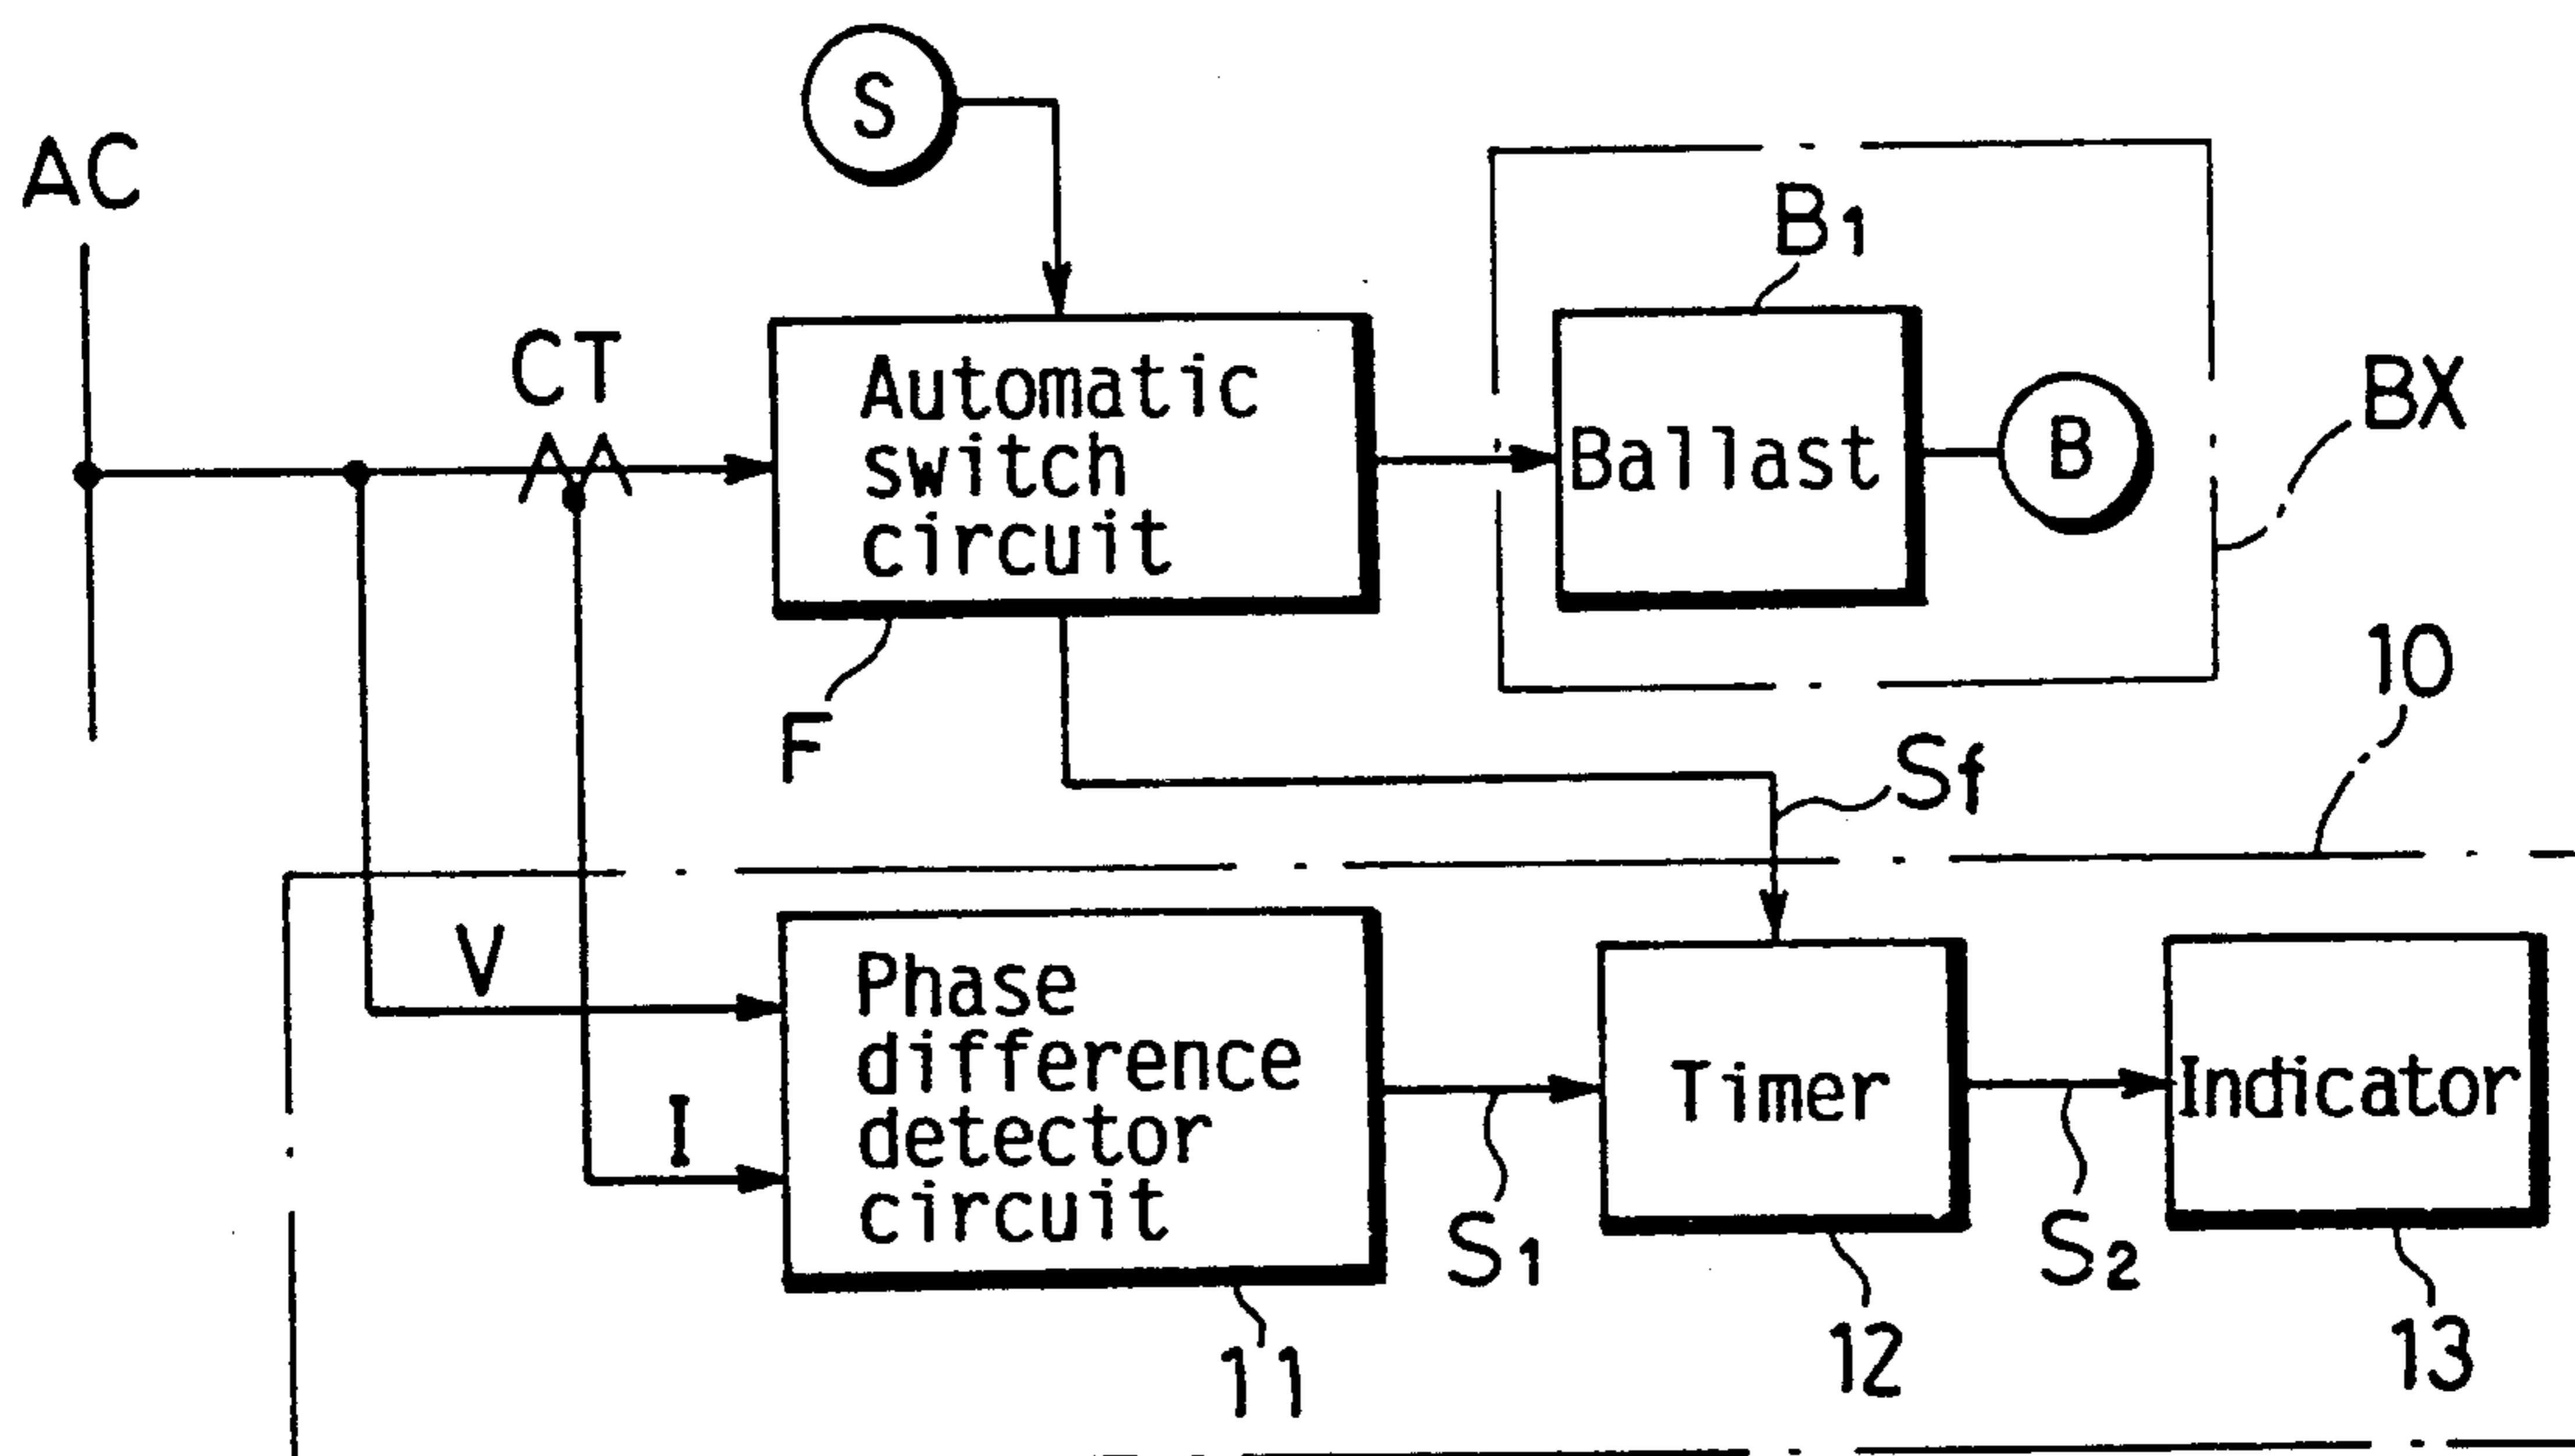 S
AC
B1
CT
Automatic
switch
circuit
Ballast
B
BX
F
10
Sf
V
I
Phase
difference
detector
circuit
Timer
Indicator
S1
S2
11
12
13